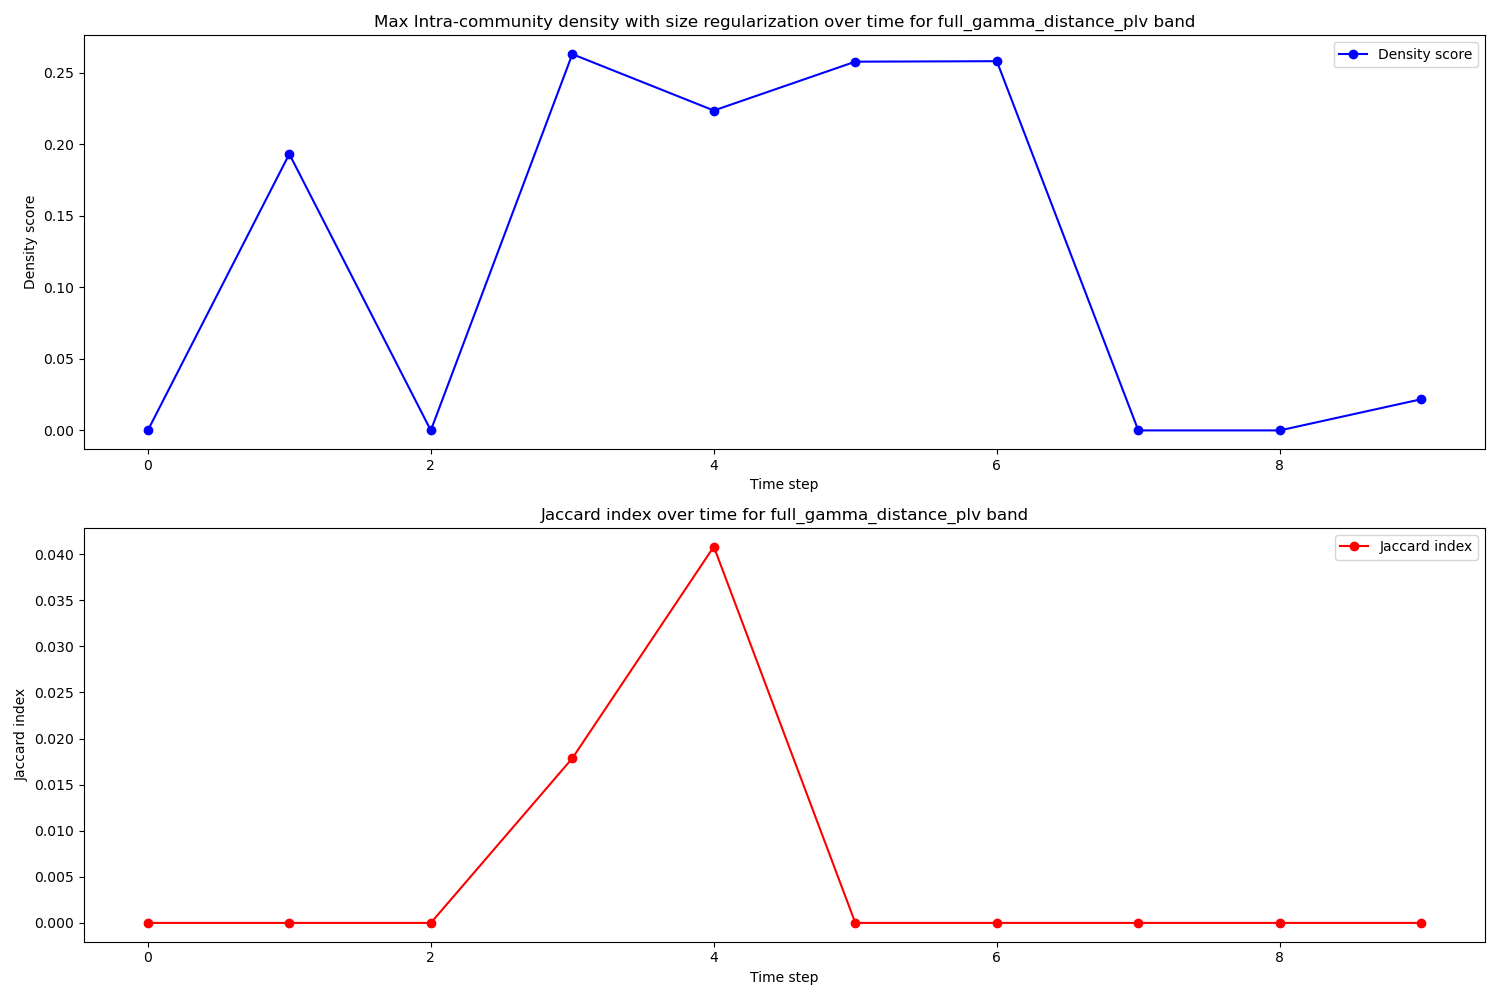 Max Intra-community density with size regularization over time for full_gamma_distance_plv band
Density score
0.25
0.20
0.15
0.10
0.05
0.00
Density score
0 2 4 6 8
Time step
Jaccard index over time for full_gamma_distance_plv band
Jaccard index
0.040
0.035
0.030
0.025
0.020
0.015
0.010
0.005
0.000
Jaccard index
0 2 4 6 8
Time step